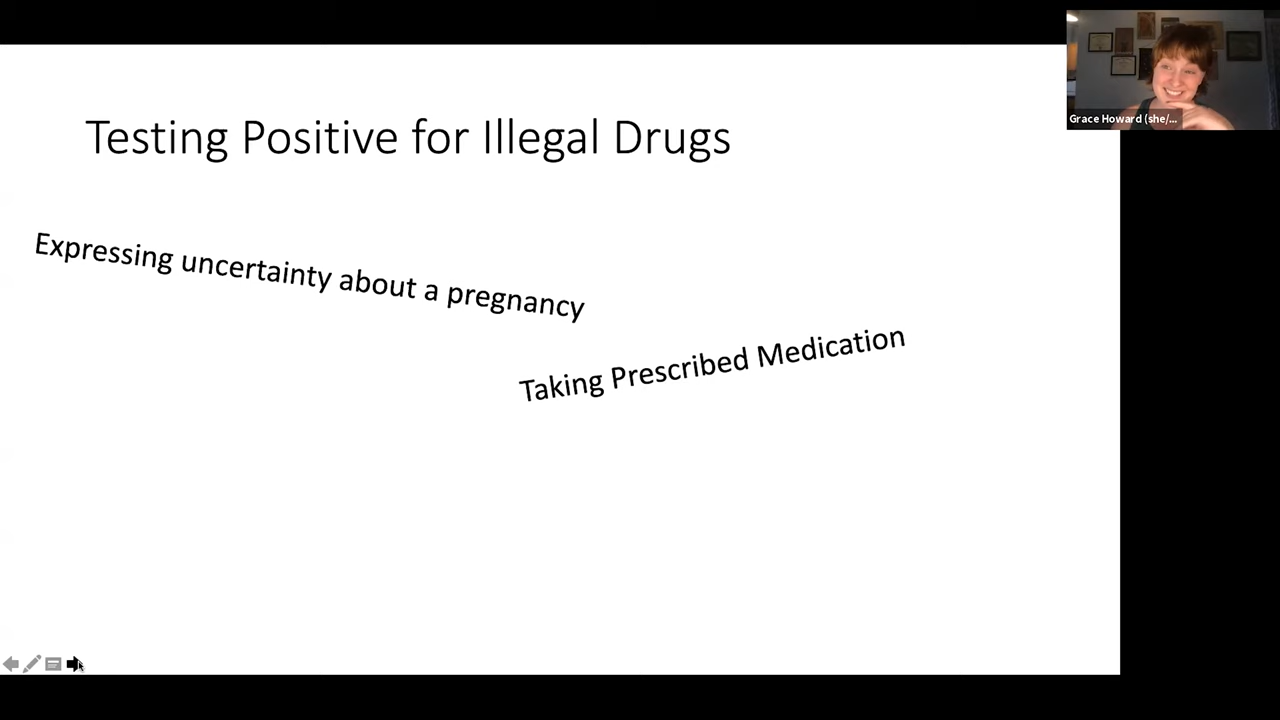 Testing Positive for Illegal Drugs
Expressing uncertainty about a pregnancy
Taking Prescribed Medication
Grace Howard (she/...